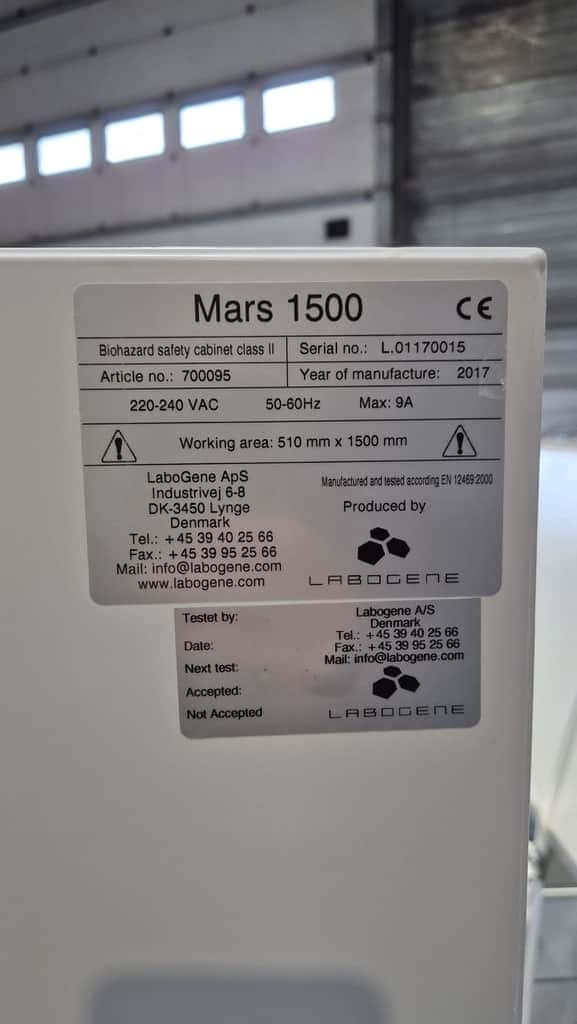 Mars 1500
CE
Biohazard safety cabinet class II
Serial no.: L.01170015
Article no.: 700095
Year of manufacture: 2017
220-240 VAC 50-60Hz Max: 9A
Working area: 510 mm x 1500 mm
LaboGene ApS
Industrivej 6-8
DK-3450 Lynge
Denmark
Tel.: +45 39 40 25 66
Fax.: +45 39 95 25 66
Mail: info@labogene.com
www.labogene.com
Manufactured and tested according EN 12469:2000
Produced by
LABOGENE
Testet by:
Date:
Next test:
Accepted:
Not Accepted
Labogene A/S
Denmark
Tel.: +45 39 40 25 66
Fax.: +45 39 95 25 66
Mail: info@labogene.com
LABOGENE